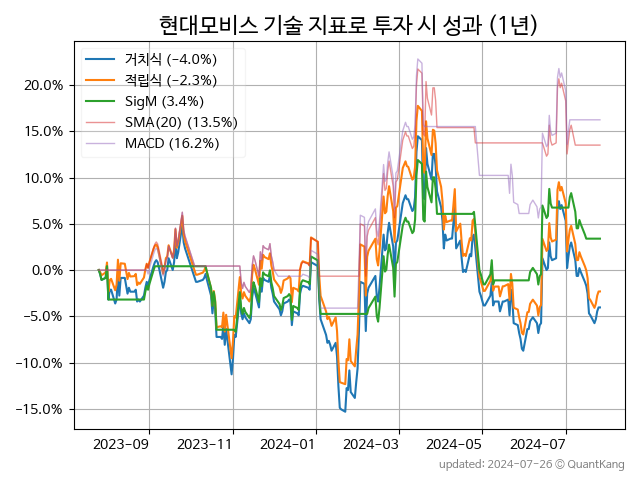 현대모비스 기술 지표로 투자 시 성과 (1년)
거치식 (−4.0%)
적립식 (−2.3%)
SigM (3.4%)
SMA(20) (13.5%)
MACD (16.2%)
20.0%
15.0%
10.0%
5.0%
0.0%
−5.0%
−10.0%
−15.0%
2023−09 2023−11 2024−01 2024−03 2024−05 2024−07
updated: 2024-07-26 © QuantKang